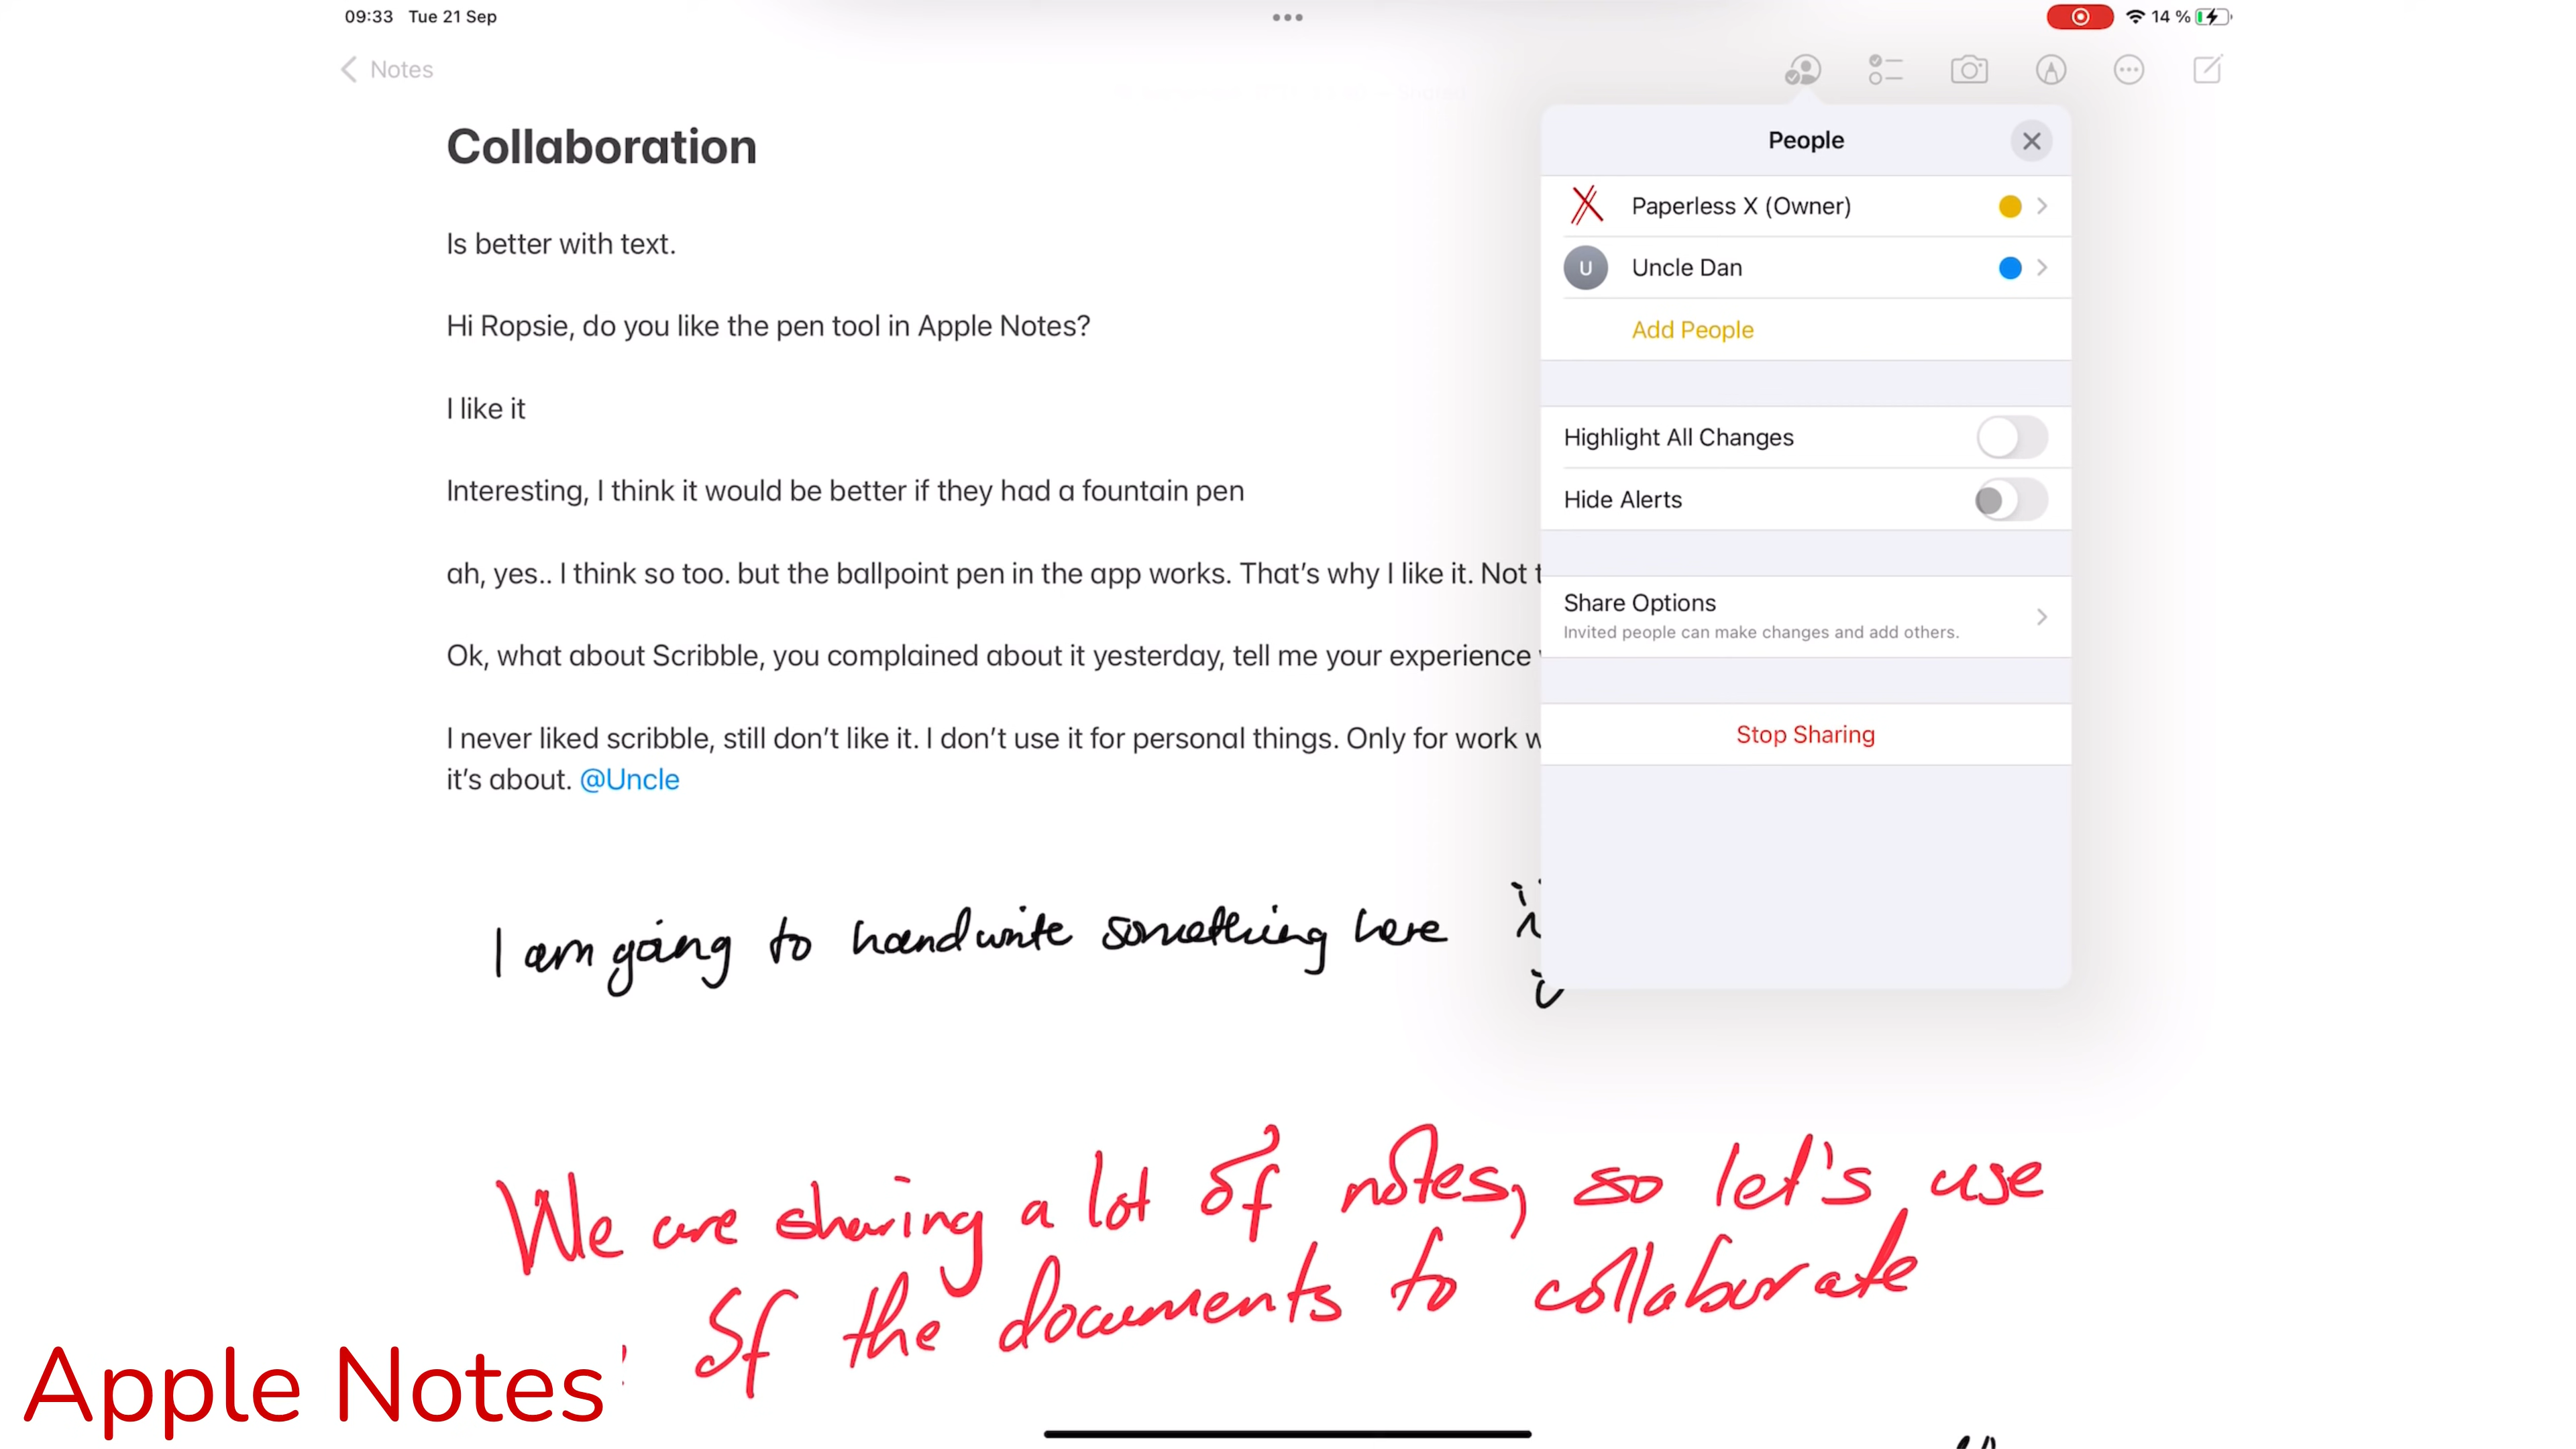 09:33 Tue 21 Sep
14 %
Notes
Collaboration
Is better with text.
Hi Ropsie, do you like the pen tool in Apple Notes?
I like it
Interesting, I think it would be better if they had a fountain pen
ah, yes.. I think so too. but the ballpoint pen in the app works. That's why I like it. Not
Ok, what about Scribble, you complained about it yesterday, tell me your experience
I never liked scribble, still don't like it. I don't use it for personal things. Only for work
it's about. @Uncle
People
Paperless X (Owner)
U Uncle Dan
Add People
Highlight All Changes
Hide Alerts
Share Options
Invited people can make changes and add others.
Stop Sharing
I am going to handwrite something here
We are sharing a lot of notes, so let's use
of the documents to collaborate
Apple Notes